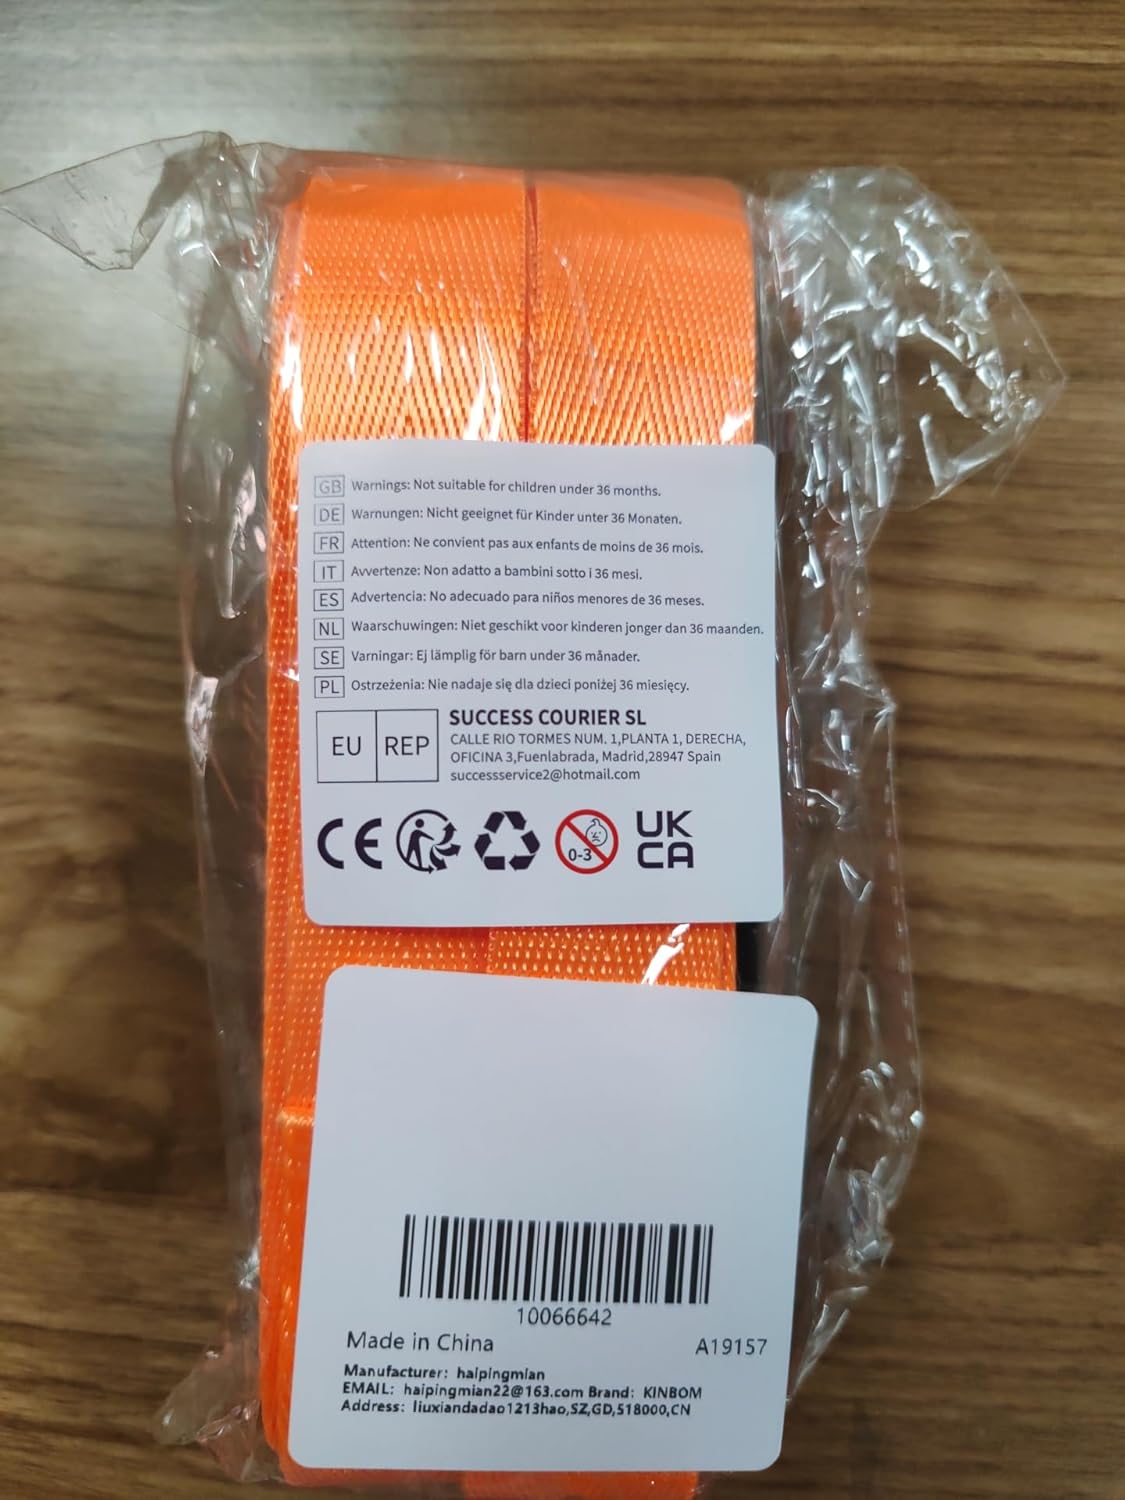 GB Warnings: Not suitable for children under 36 months.
DE Warnungen: Nicht geeignet für Kinder unter 36 Monaten.
FR Attention: Ne convient pas aux enfants de moins de 36 mois.
IT Avvertenze: Non adatto a bambini sotto i 36 mesi.
ES Advertencia: No adecuado para niños menores de 36 meses.
NL Waarschuwingen: Niet geschikt voor kinderen jonger dan 36 maanden.
SE Varningar: Ej lämplig för barn under 36 månader.
PL Ostrzeżenia: Nie nadaje się dla dzieci poniżej 36 miesięcy.
EU REP
SUCCESS COURIER SL
CALLE RIO TORMES NUM. 1,PLANTA 1, DERECHA,
OFICINA 3,Fuenlabrada, Madrid,28947 Spain
successservice2@hotmail.com
CE
0-3
UK
CA
10066642
Made in China A19157
Manufacturer: haipingmian
EMAIL: haipingmian22@163.com Brand: KINBOM
Address: liuxiandadao1213hao,SZ,GD,518000,CN